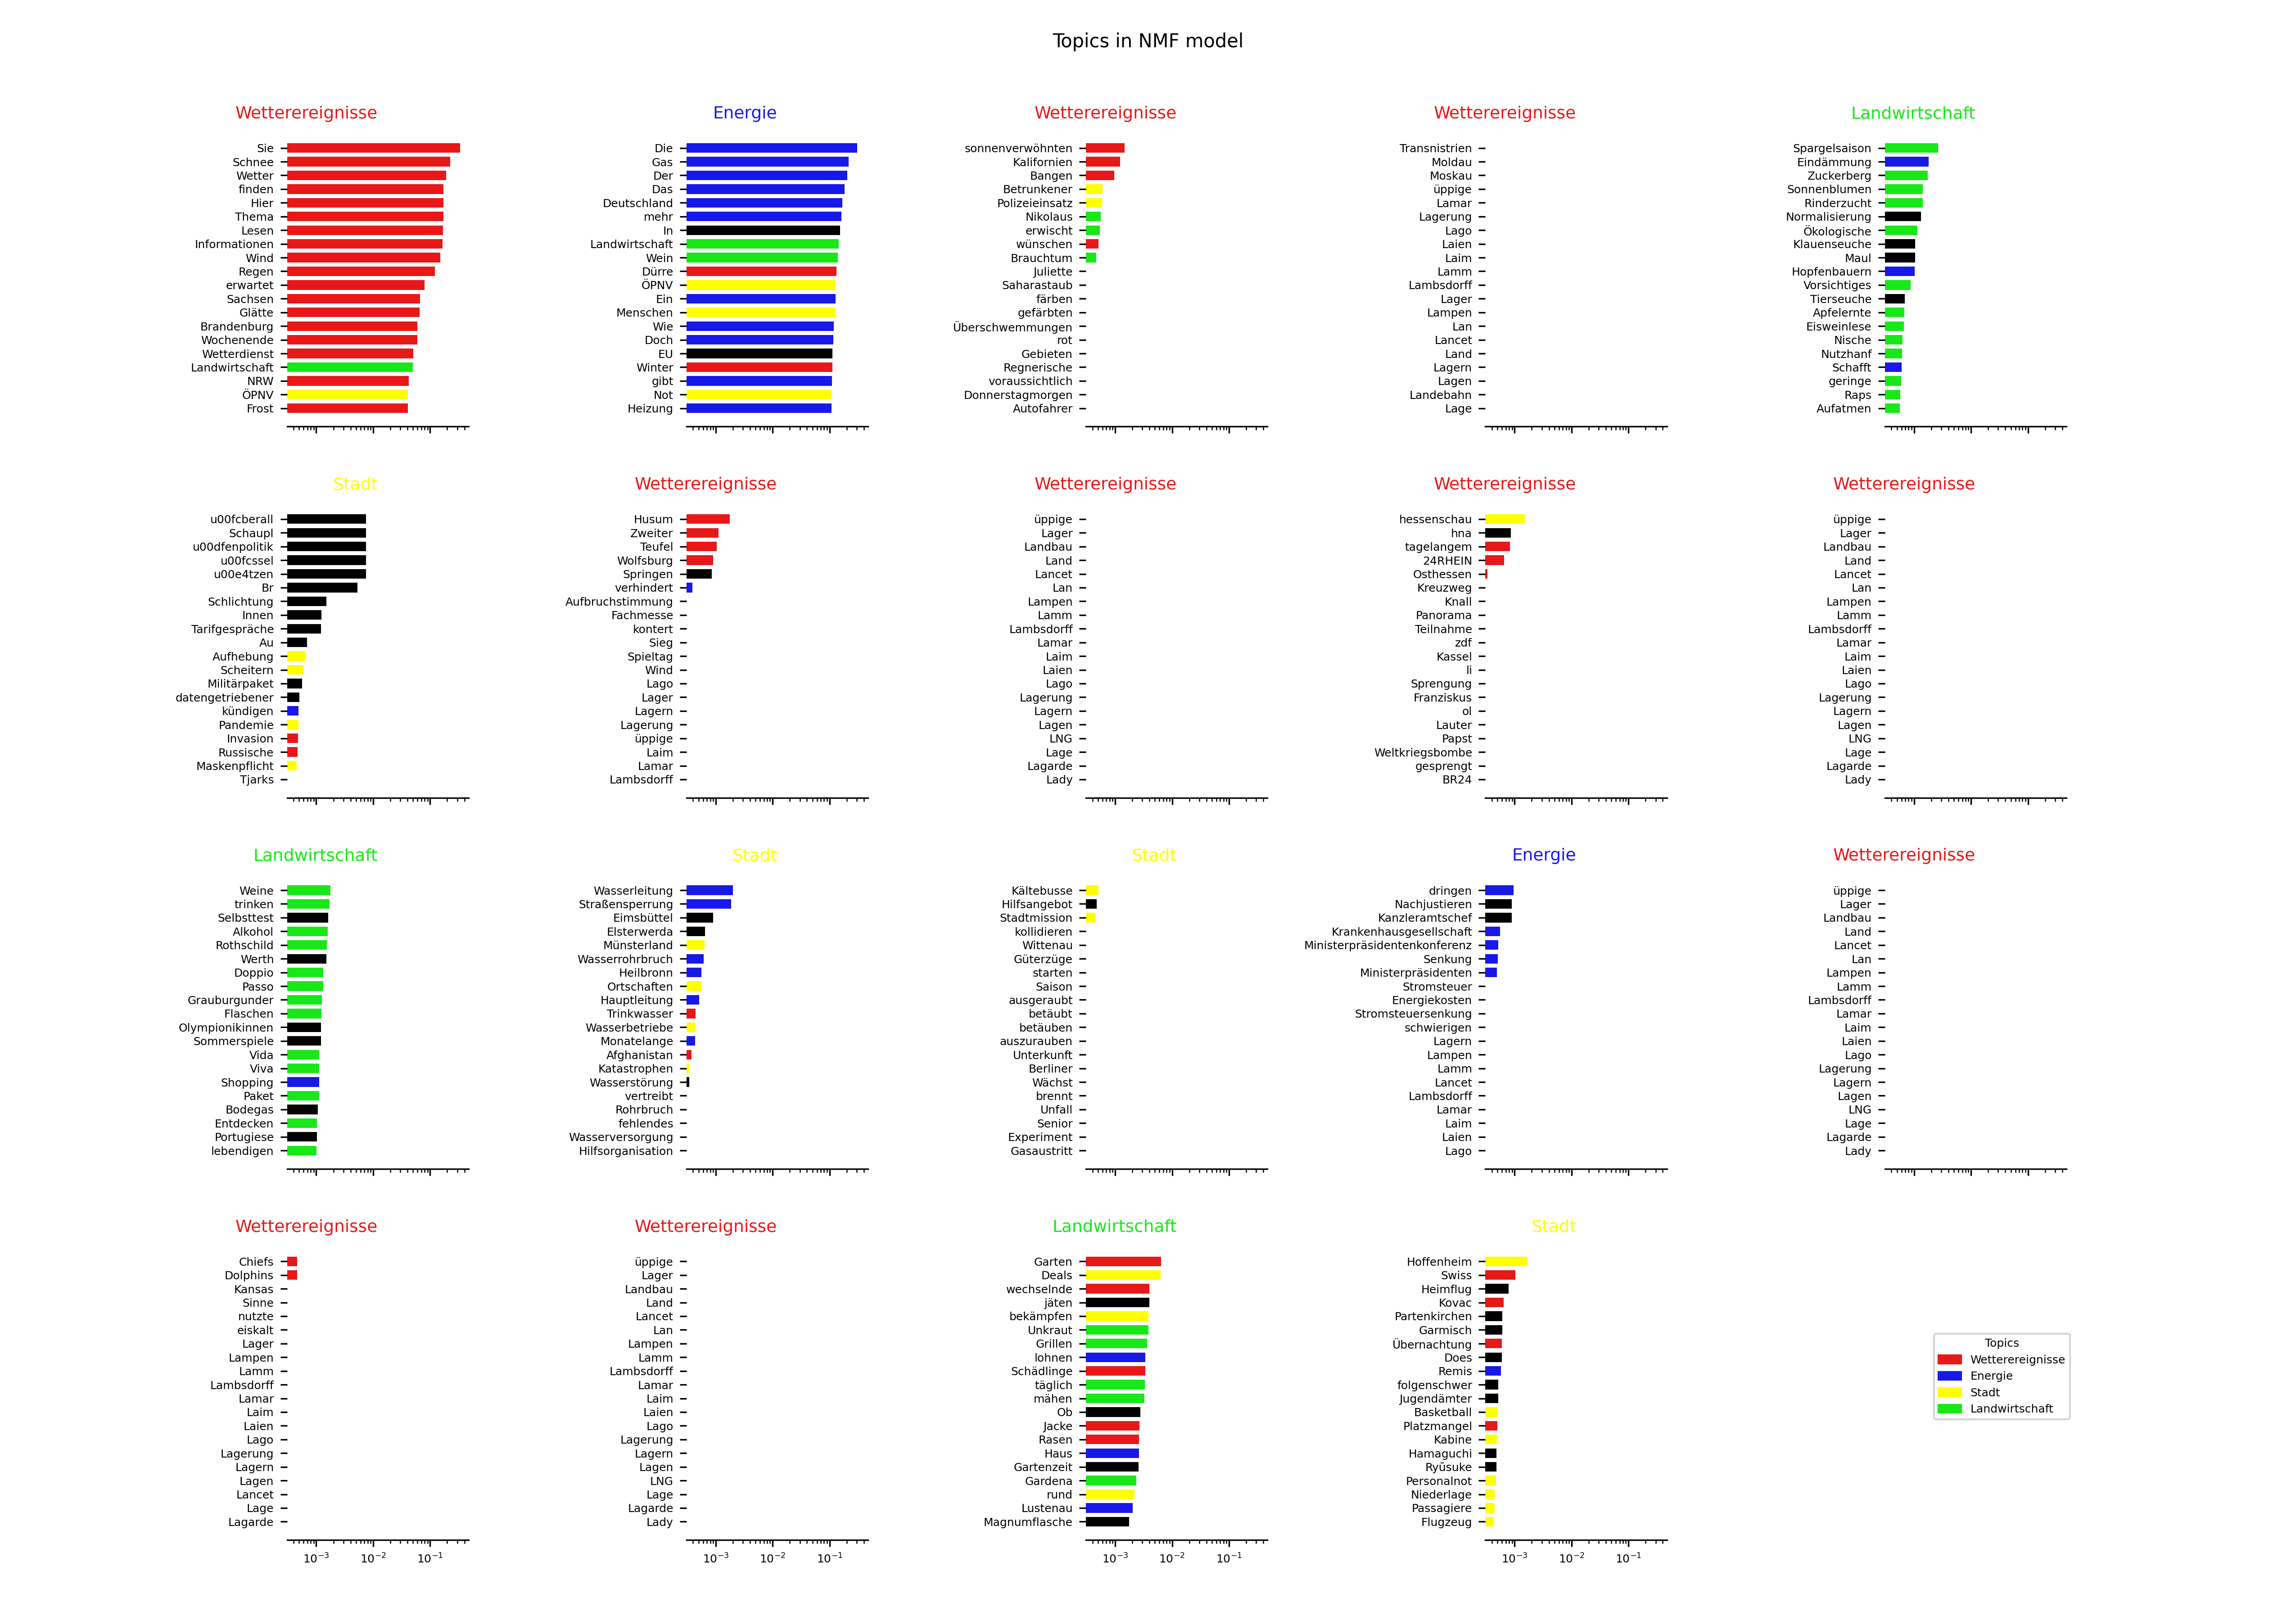 Topics in NMF model
Wetterereignisse
Sie
Schnee
Wetter
finden
Hier
Thema
Lesen
Informationen
Wind
Regen
erwartet
Sachsen
Glätte
Brandenburg
Wochenende
Wetterdienst
Landwirtschaft
NRW
ÖPNV
Frost
Energie
Die
Gas
Der
Das
Deutschland
mehr
In
Landwirtschaft
Wein
Dürre
ÖPNV
Ein
Menschen
Wie
Doch
EU
Winter
gibt
Not
Heizung
Wetterereignisse
sonnenverwöhnten
Kalifornien
Bangen
Betrunkener
Polizeieinsatz
Nikolaus
erwischt
wünschen
Brauchtum
Juliette
Saharastaub
färben
gefärbten
Überschwemmungen
rot
Gebieten
Regnerische
voraussichtlich
Donnerstagmorgen
Autofahrer
Wetterereignisse
Transnistrien
Moldau
Moskau
üppige
Lamar
Lagerung
Lago
Laien
Laim
Lamm
Lambsdorff
Lager
Lampen
Lan
Lancet
Land
Lagern
Lagen
Landebahn
Lage
Landwirtschaft
Spargelsaison
Eindämmung
Zuckerberg
Sonnenblumen
Rinderzucht
Normalisierung
Ökologische
Klauenseuche
Maul
Hopfenbauern
Vorsichtiges
Tierseuche
Apfelernte
Eisweinlese
Nische
Nutzhanf
Schafft
geringe
Raps
Aufatmen
Stadt
u00fcberall
Schaupl
u00dfenpolitik
u00fcssel
u00e4tzen
Br
Schlichtung
Innen
Tarifgespräche
Au
Aufhebung
Scheitern
Militärpaket
datengetriebener
kündigen
Pandemie
Invasion
Russische
Maskenpflicht
Tjarks
Wetterereignisse
Husum
Zweiter
Teufel
Wolfsburg
Springen
verhindert
Aufbruchstimmung
Fachmesse
kontert
Sieg
Spieltag
Wind
Lago
Lager
Lagern
Lagerung
üppige
Laim
Lamar
Lambsdorff
Wetterereignisse
üppige
Lager
Landbau
Land
Lancet
Lan
Lampen
Lamm
Lambsdorff
Lamar
Laim
Laien
Lago
Lagerung
Lagern
Lagen
LNG
Lage
Lagarde
Lady
Wetterereignisse
hessenschau
hna
tagelangem
24RHEIN
Osthessen
Kreuzweg
Knall
Panorama
Teilnahme
zdf
Kassel
li
Sprengung
Franziskus
ol
Lauter
Papst
Weltkriegsbombe
gesprengt
BR24
Wetterereignisse
üppige
Lager
Landbau
Land
Lancet
Lan
Lampen
Lamm
Lambsdorff
Lamar
Laim
Laien
Lago
Lagerung
Lagern
Lagen
LNG
Lage
Lagarde
Lady
Landwirtschaft
Weine
trinken
Selbsttest
Alkohol
Rothschild
Werth
Doppio
Passo
Grauburgunder
Flaschen
Olympionikinnen
Sommerspiele
Vida
Viva
Shopping
Paket
Bodegas
Entdecken
Portugiese
lebendigen
Stadt
Wasserleitung
Straßensperrung
Eimsbüttel
Elsterwerda
Münsterland
Wasserrohrbruch
Heilbronn
Ortschaften
Hauptleitung
Trinkwasser
Wasserbetriebe
Monatelange
Afghanistan
Katastrophen
Wasserstörung
vertreibt
Rohrbruch
fehlendes
Wasserversorgung
Hilfsorganisation
Stadt
Kältebusse
Hilfsangebot
Stadtmission
kollidieren
Wittenau
Güterzüge
starten
Saison
ausgeraubt
betäubt
betäuben
auszurauben
Unterkunft
Berliner
Wächst
brennt
Unfall
Senior
Experiment
Gasaustritt
Energie
dringen
Nachjustieren
Kanzleramtschef
Krankenhausgesellschaft
Ministerpräsidentenkonferenz
Senkung
Ministerpräsidenten
Stromsteuer
Energiekosten
Stromsteuersenkung
schwierigen
Lagern
Lampen
Lamm
Lancet
Lambsdorff
Lamar
Laim
Laien
Lago
Wetterereignisse
üppige
Lager
Landbau
Land
Lancet
Lan
Lampen
Lamm
Lambsdorff
Lamar
Laim
Laien
Lago
Lagerung
Lagern
Lagen
LNG
Lage
Lagarde
Lady
Wetterereignisse
Chiefs
Dolphins
Kansas
Sinne
nutzte
eiskalt
Lager
Lampen
Lamm
Lambsdorff
Lamar
Laim
Laien
Lago
Lagerung
Lagern
Lagen
Lancet
Lage
Lagarde
10⁻³ 10⁻² 10⁻¹
Wetterereignisse
üppige
Lager
Landbau
Land
Lancet
Lan
Lampen
Lamm
Lambsdorff
Lamar
Laim
Laien
Lago
Lagerung
Lagern
Lagen
LNG
Lage
Lagarde
Lady
10⁻³ 10⁻² 10⁻¹
Landwirtschaft
Garten
Deals
wechselnde
jäten
bekämpfen
Unkraut
Grillen
lohnen
Schädlinge
täglich
mähen
Ob
Jacke
Rasen
Haus
Gartenzeit
Gardena
rund
Lustenau
Magnumflasche
10⁻³ 10⁻² 10⁻¹
Stadt
Hoffenheim
Swiss
Heimflug
Kovac
Partenkirchen
Garmisch
Übernachtung
Does
Remis
folgenschwer
Jugendämter
Basketball
Platzmangel
Kabine
Hamaguchi
Ryūsuke
Personalnot
Niederlage
Passagiere
Flugzeug
10⁻³ 10⁻² 10⁻¹
Topics
Wetterereignisse
Energie
Stadt
Landwirtschaft